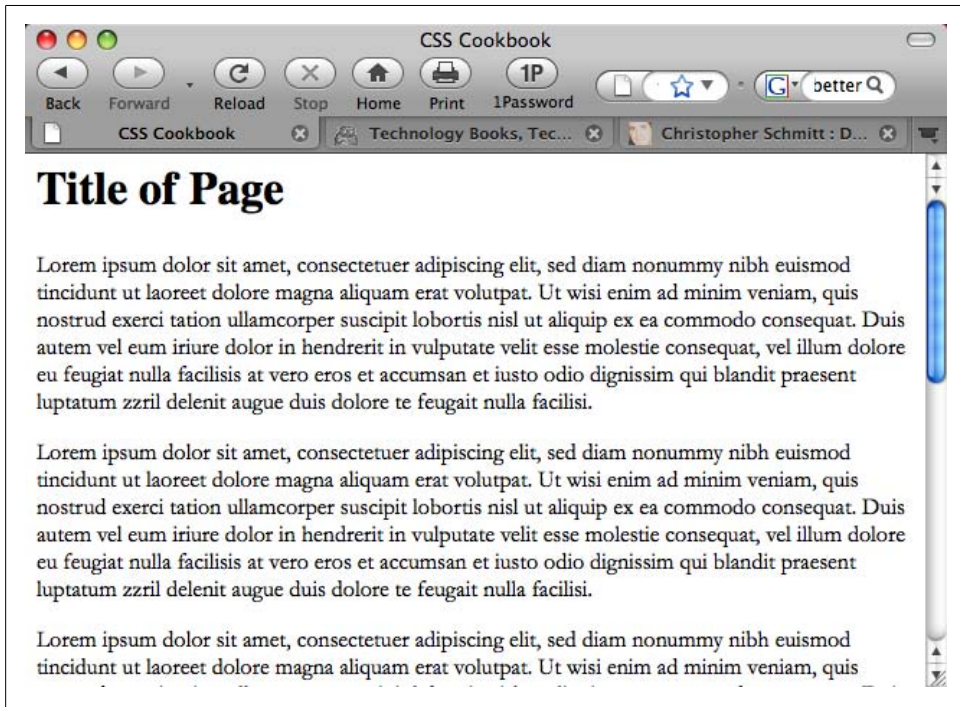 CSS Cookbook
1P
G better
Back Forward Reload Stop Home Print 1Password
CSS Cookbook Technology Books, Tec... Christopher Schmitt : D...
Title of Page
Lorem ipsum dolor sit amet, consectetuer adipiscing elit, sed diam nonummy nibh euismod
tincidunt ut laoreet dolore magna aliquam erat volutpat. Ut wisi enim ad minim veniam, quis
nostrud exerci tation ullamcorper suscipit lobortis nisl ut aliquip ex ea commodo consequat. Duis
autem vel eum iriure dolor in hendrerit in vulputate velit esse molestie consequat, vel illum dolore
eu feugiat nulla facilisis at vero eros et accumsan et iusto odio dignissim qui blandit praesent
luptatum zzril delenit augue duis dolore te feugait nulla facilisi.
Lorem ipsum dolor sit amet, consectetuer adipiscing elit, sed diam nonummy nibh euismod
tincidunt ut laoreet dolore magna aliquam erat volutpat. Ut wisi enim ad minim veniam, quis
nostrud exerci tation ullamcorper suscipit lobortis nisl ut aliquip ex ea commodo consequat. Duis
autem vel eum iriure dolor in hendrerit in vulputate velit esse molestie consequat, vel illum dolore
eu feugiat nulla facilisis at vero eros et accumsan et iusto odio dignissim qui blandit praesent
luptatum zzril delenit augue duis dolore te feugait nulla facilisi.
Lorem ipsum dolor sit amet, consectetuer adipiscing elit, sed diam nonummy nibh euismod
tincidunt ut laoreet dolore magna aliquam erat volutpat. Ut wisi enim ad minim veniam, quis